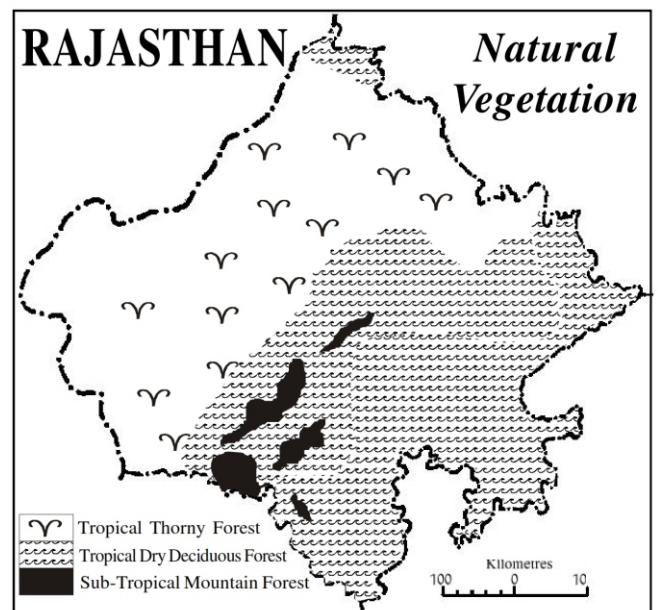 RAJASTHAN
Natural
Vegetation
Tropical Thorny Forest
Tropical Dry Deciduous Forest
Sub-Tropical Mountain Forest
Kilometres
100 0 10